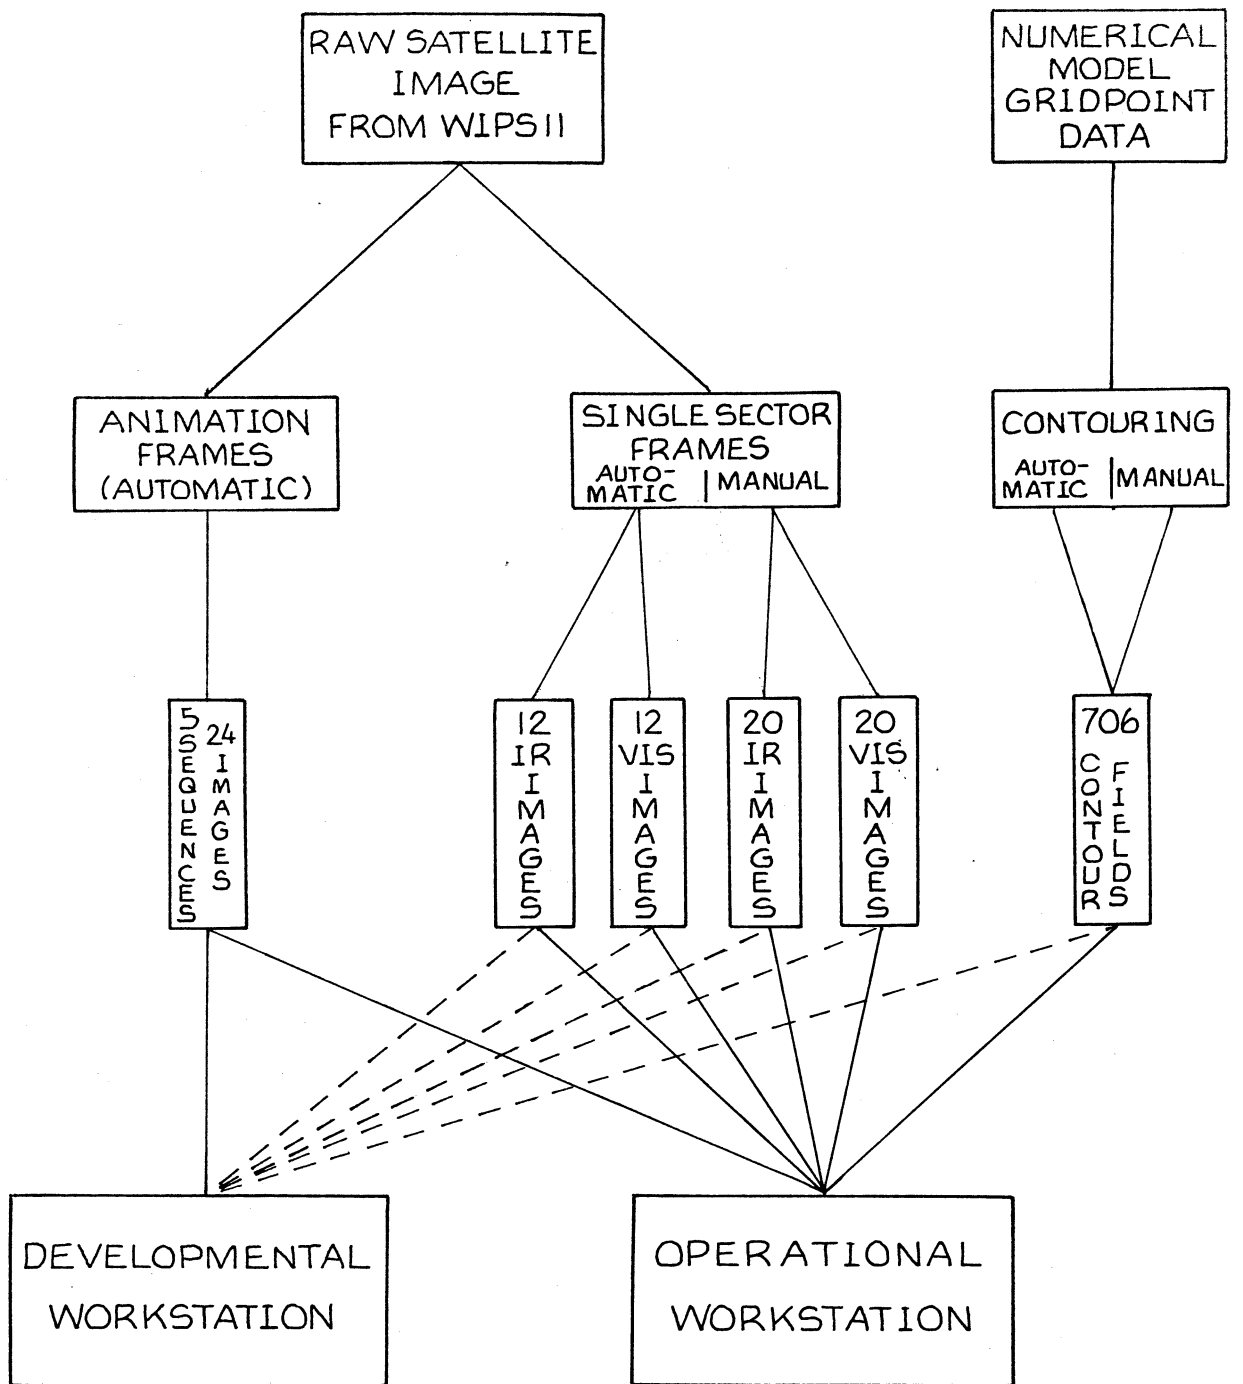 RAW SATELLITE
IMAGE
FROM WIPS11
NUMERICAL
MODEL
GRIDPOINT
DATA
ANIMATION
FRAMES
(AUTOMATIC)
SINGLE SECTOR
FRAMES
AUTO-
MATIC | MANUAL
CONTOURING
AUTO-
MATIC | MANUAL
5 SEQUENCES
24 IMAGES
12
IR
IMAGES
12
VIS
IMAGES
20
IR
IMAGES
20
VIS
IMAGES
706
CONTOUR
FIELDS
DEVELOPMENTAL
WORKSTATION
OPERATIONAL
WORKSTATION